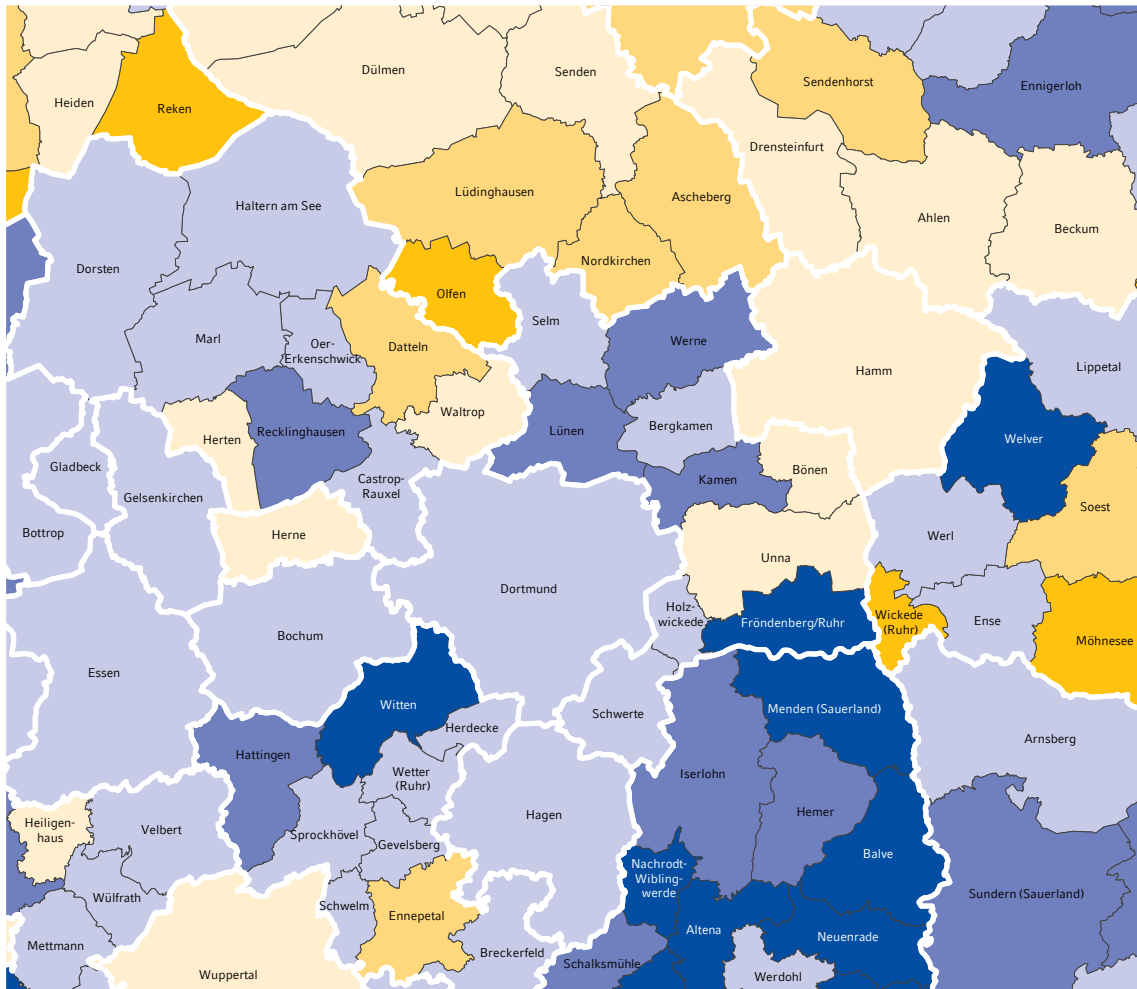 Dülmen
Senden
Sendenhorst
Ennigerloh
Heiden
Reken
Drensteinfurt
Lüdinghausen
Ascheberg
Haltern am See
Ahlen
Beckum
Dorsten
Nordkirchen
Olfen
Selm
Marl
Oer-
Erkenschwick
Datteln
Werne
Lippetal
Hamm
Waltrop
Herten
Recklinghausen
Lünen
Bergkamen
Welver
Gladbeck
Gelsenkirchen
Castrop-
Rauxel
Kamen
Bönen
Soest
Bottrop
Herne
Werl
Unna
Dortmund
Holz-
wickede
Fröndenberg/Ruhr
Wickede
(Ruhr)
Ense
Bochum
Möhnesee
Essen
Witten
Schwerte
Menden (Sauerland)
Herdecke
Arnsberg
Hattingen
Wetter
(Ruhr)
Iserlohn
Hemer
Hagen
Heiligen-
haus
Velbert
Sprockhövel
Gevelsberg
Balve
Nachrodt-
Wibling-
werde
Wülfrath
Schwelm
Ennepetal
Sundern (Sauerland)
Altena
Neuenrade
Mettmann
Breckerfeld
Schalksmühle
Wuppertal
Werdohl